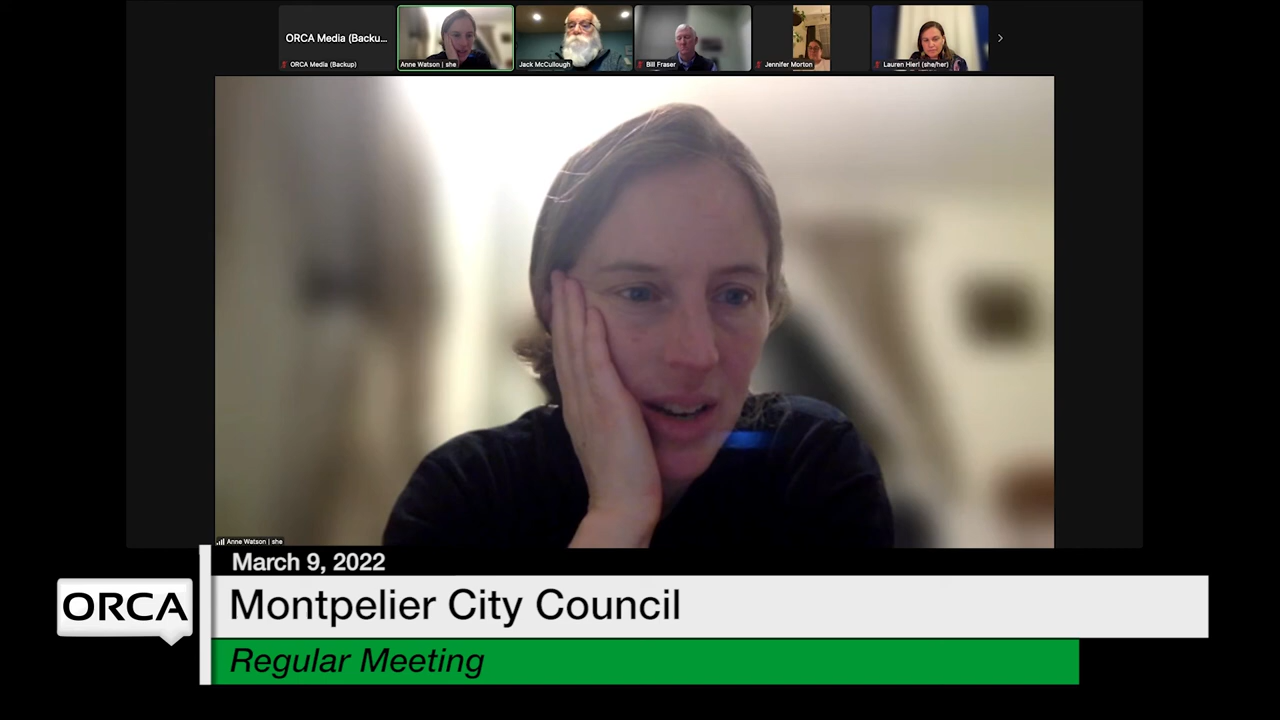 ORCA Media (Backu...
ORCA Media (Backup)
Anne Watson | she
Jack McCullough
Bill Fraser
Jennifer Morton
Lauren Hierl (she/her)
Anne Watson | she
March 9, 2022
ORCA
Montpelier City Council
Regular Meeting